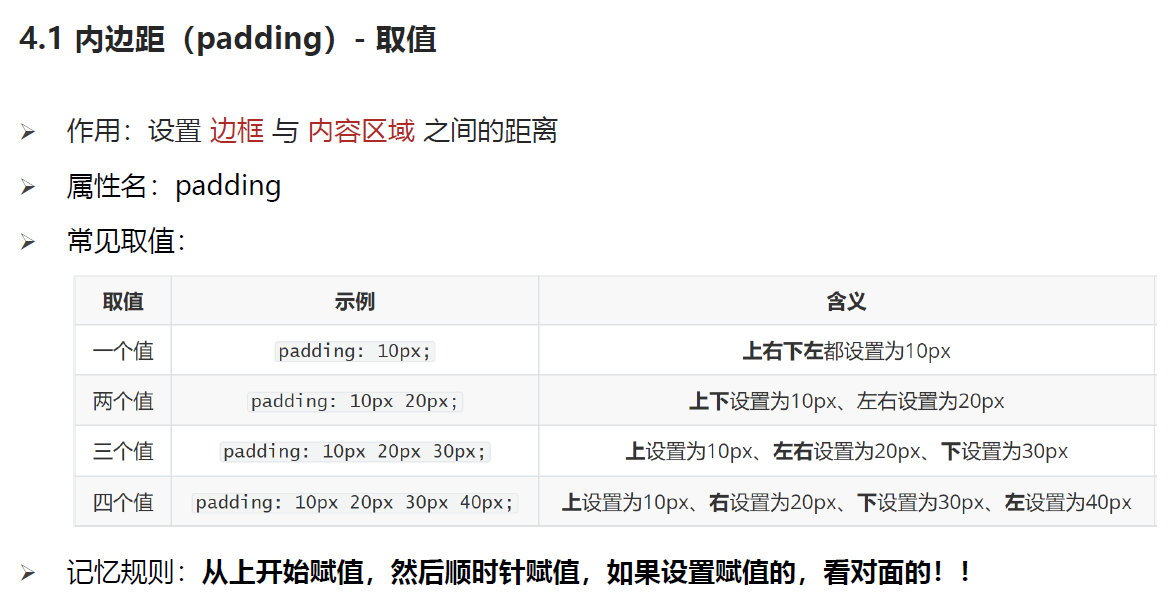 4.1 内边距（padding）- 取值
作用：设置 边框 与 内容区域 之间的距离
属性名：padding
常见取值：
取值 示例 含义
一个值 padding: 10px; 上右下左都设置为10px
两个值 padding: 10px 20px; 上下设置为10px、左右设置为20px
三个值 padding: 10px 20px 30px; 上设置为10px、左右设置为20px、下设置为30px
四个值 padding: 10px 20px 30px 40px; 上设置为10px、右设置为20px、下设置为30px、左设置为40px
记忆规则：从上开始赋值，然后顺时针赋值，如果设置赋值的，看对面的！！